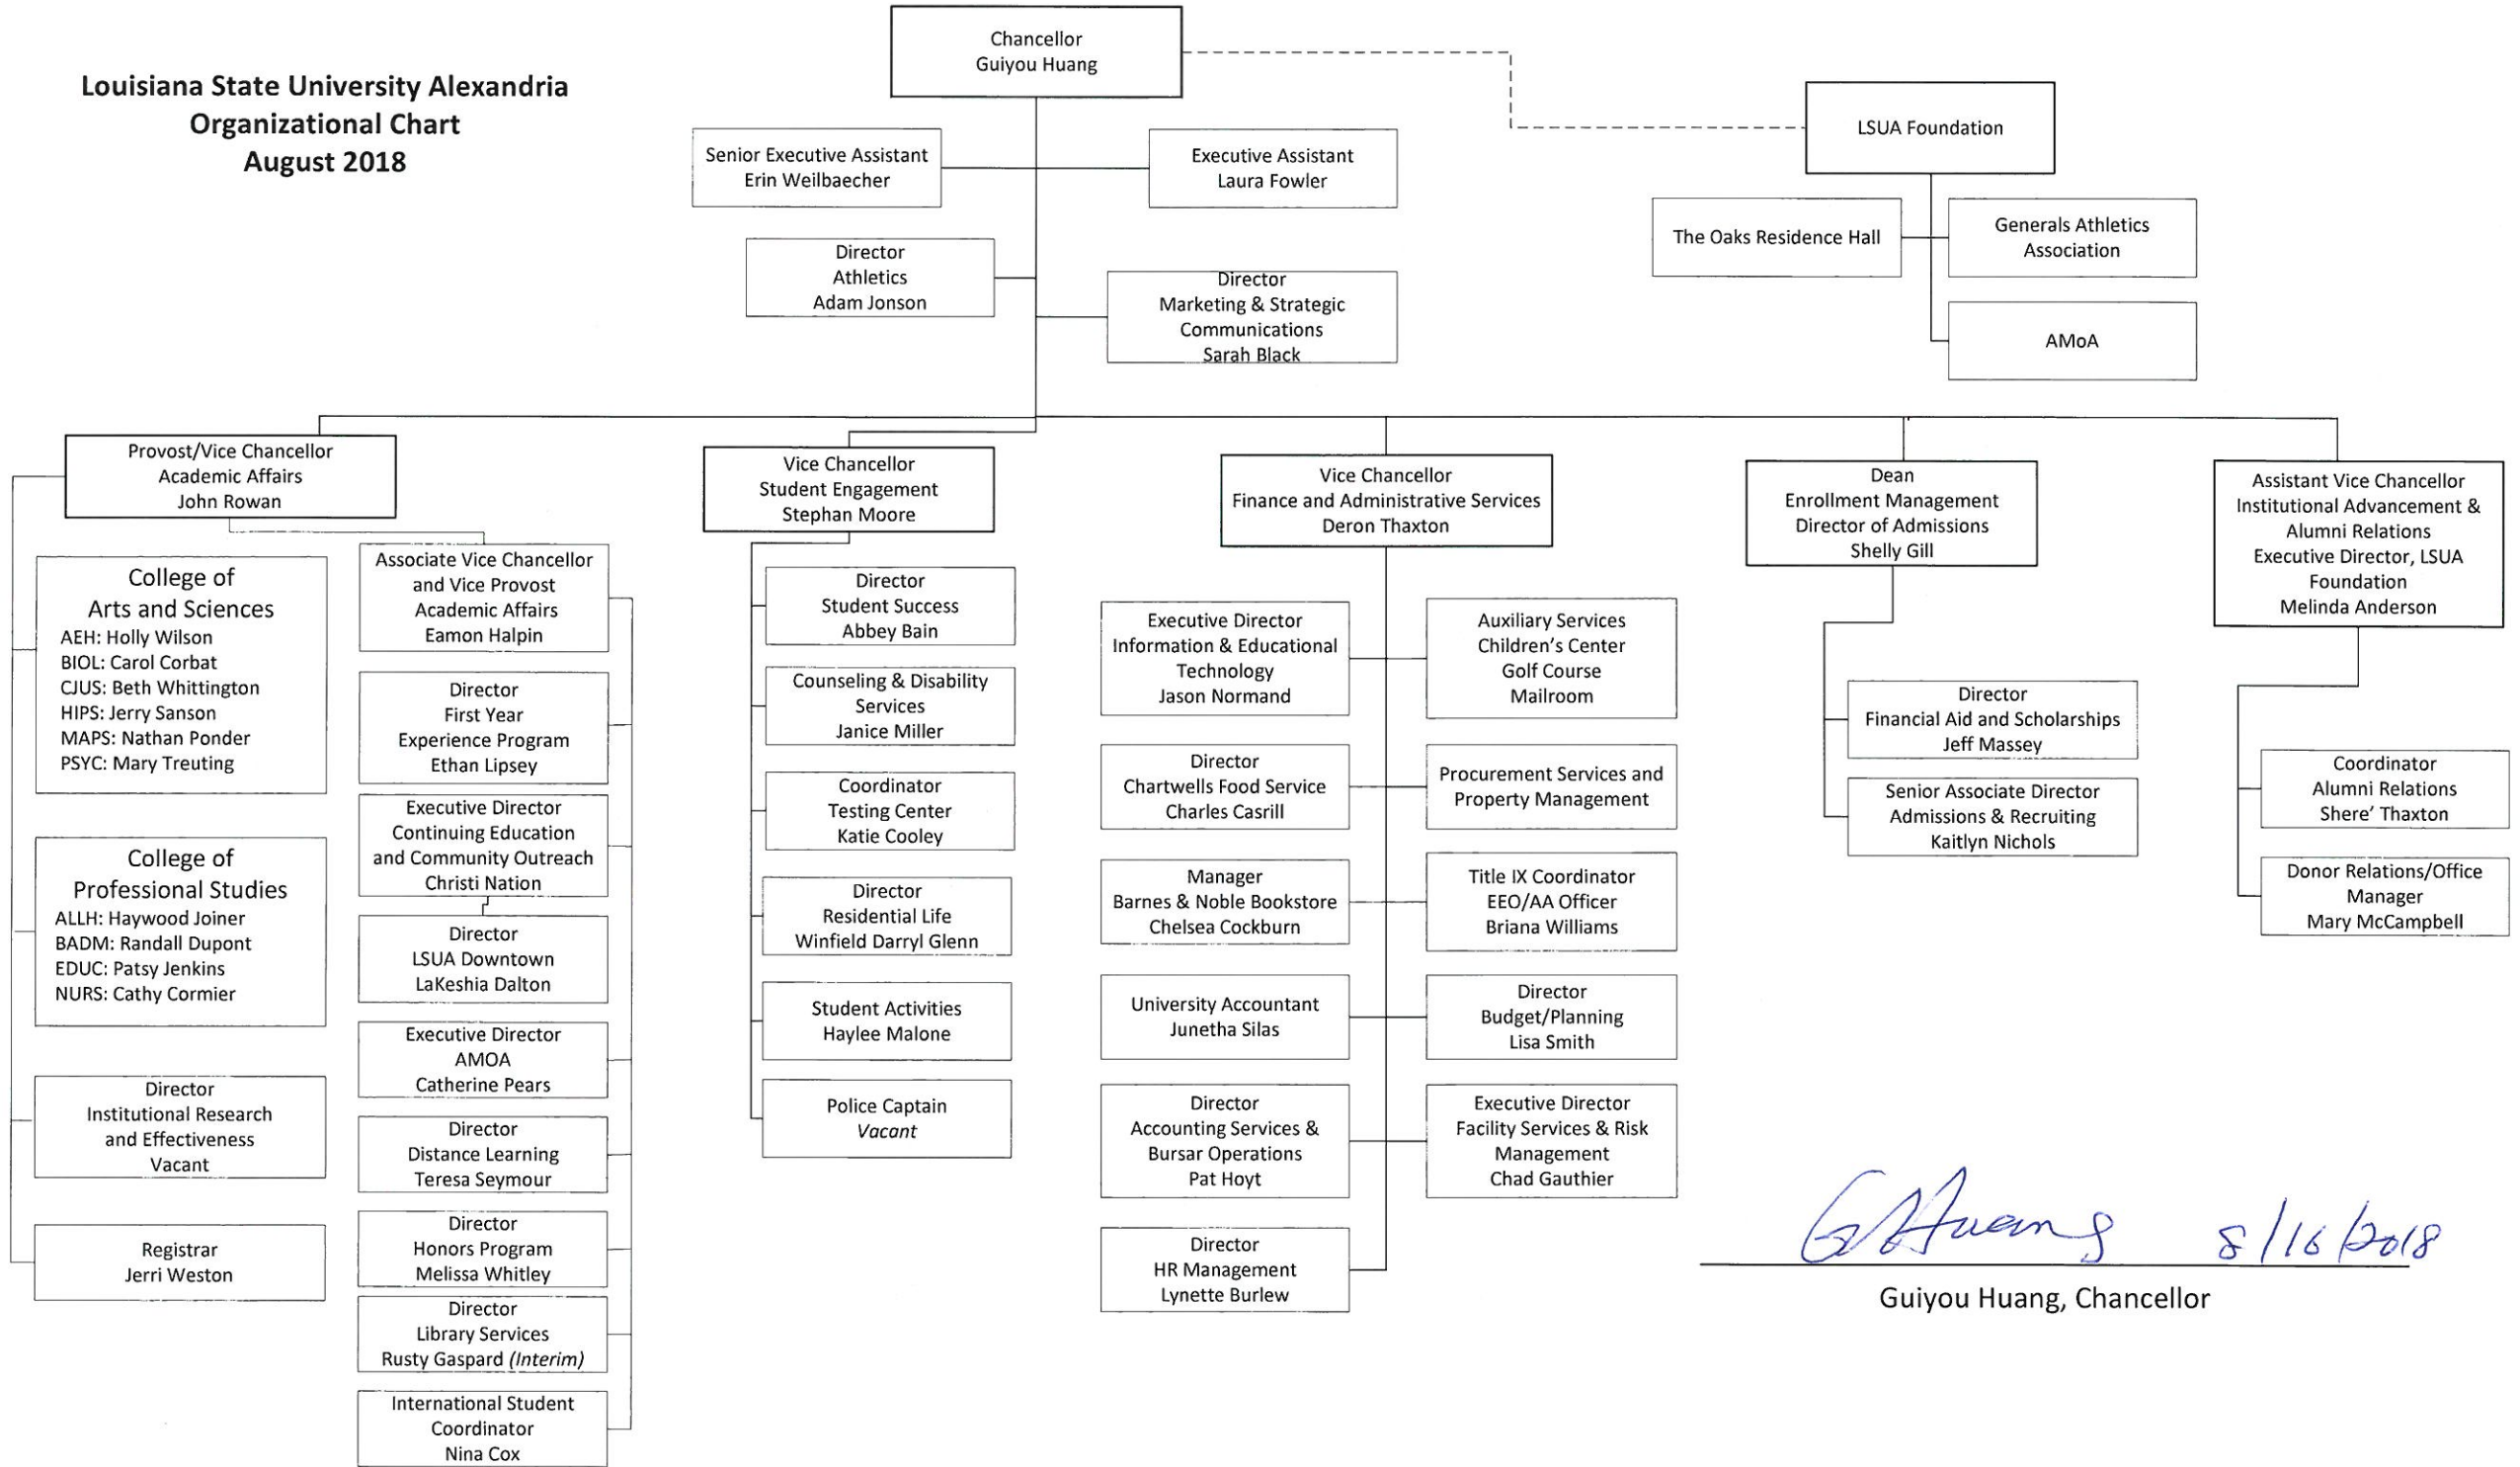 Louisiana State University Alexandria
Organizational Chart
August 2018
Chancellor
Guiyou Huang
LSUA Foundation
Senior Executive Assistant
Erin Weilbaecher
Executive Assistant
Laura Fowler
The Oaks Residence Hall
Generals Athletics
Association
Director
Athletics
Adam Jonson
Director
Marketing & Strategic
Communications
Sarah Black
AMoA
Provost/Vice Chancellor
Academic Affairs
John Rowan
College of
Arts and Sciences
AEH: Holly Wilson
BIOL: Carol Corbat
CJUS: Beth Whittington
HIPS: Jerry Sanson
MAPS: Nathan Ponder
PSYC: Mary Treuting
College of
Professional Studies
ALLH: Haywood Joiner
BADM: Randall Dupont
EDUC: Patsy Jenkins
NURS: Cathy Cormier
Director
Institutional Research
and Effectiveness
Vacant
Registrar
Jerri Weston
Associate Vice Chancellor
and Vice Provost
Academic Affairs
Eamon Halpin
Director
First Year
Experience Program
Ethan Lipsey
Executive Director
Continuing Education
and Community Outreach
Christi Nation
Director
LSUA Downtown
LaKeshia Dalton
Executive Director
AMOA
Catherine Pears
Director
Distance Learning
Teresa Seymour
Director
Honors Program
Melissa Whitley
Director
Library Services
Rusty Gaspard (Interim)
International Student
Coordinator
Nina Cox
Vice Chancellor
Student Engagement
Stephan Moore
Director
Student Success
Abbey Bain
Counseling & Disability
Services
Janice Miller
Coordinator
Testing Center
Katie Cooley
Director
Residential Life
Winfield Darryl Glenn
Student Activities
Haylee Malone
Police Captain
Vacant
Vice Chancellor
Finance and Administrative Services
Deron Thaxton
Executive Director
Information & Educational
Technology
Jason Normand
Auxiliary Services
Children's Center
Golf Course
Mailroom
Director
Chartwells Food Service
Charles Casrill
Procurement Services and
Property Management
Manager
Barnes & Noble Bookstore
Chelsea Cockburn
Title IX Coordinator
EEO/AA Officer
Briana Williams
University Accountant
Junetha Silas
Director
Budget/Planning
Lisa Smith
Director
Accounting Services &
Bursar Operations
Pat Hoyt
Executive Director
Facility Services & Risk
Management
Chad Gauthier
Director
HR Management
Lynette Burlew
Dean
Enrollment Management
Director of Admissions
Shelly Gill
Director
Financial Aid and Scholarships
Jeff Massey
Senior Associate Director
Admissions & Recruiting
Kaitlyn Nichols
Assistant Vice Chancellor
Institutional Advancement &
Alumni Relations
Executive Director, LSUA
Foundation
Melinda Anderson
Coordinator
Alumni Relations
Shere' Thaxton
Donor Relations/Office
Manager
Mary McCampbell
G Huang 8/16/2018
Guiyou Huang, Chancellor